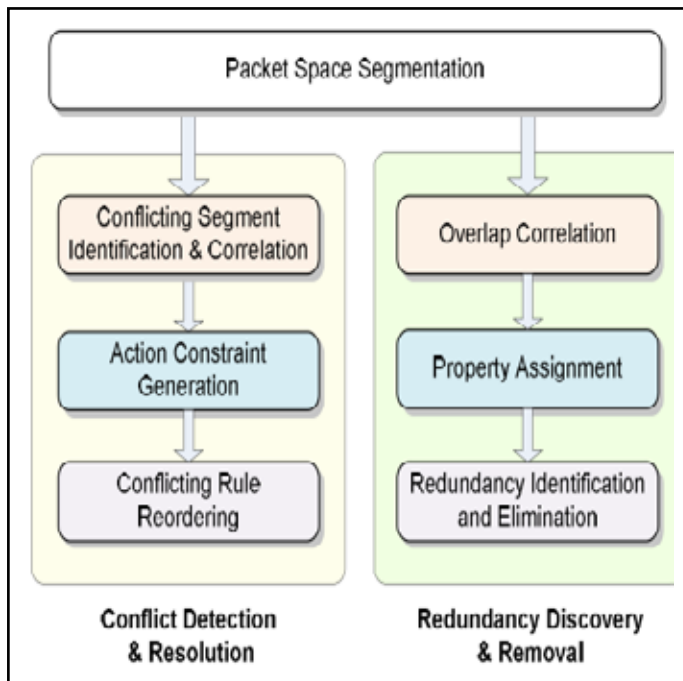 Packet Space Segmentation
Conflicting Segment
Identification & Correlation
Action Constraint
Generation
Conflicting Rule
Reordering
Conflict Detection
& Resolution
Overlap Correlation
Property Assignment
Redundancy Identification
and Elimination
Redundancy Discovery
& Removal